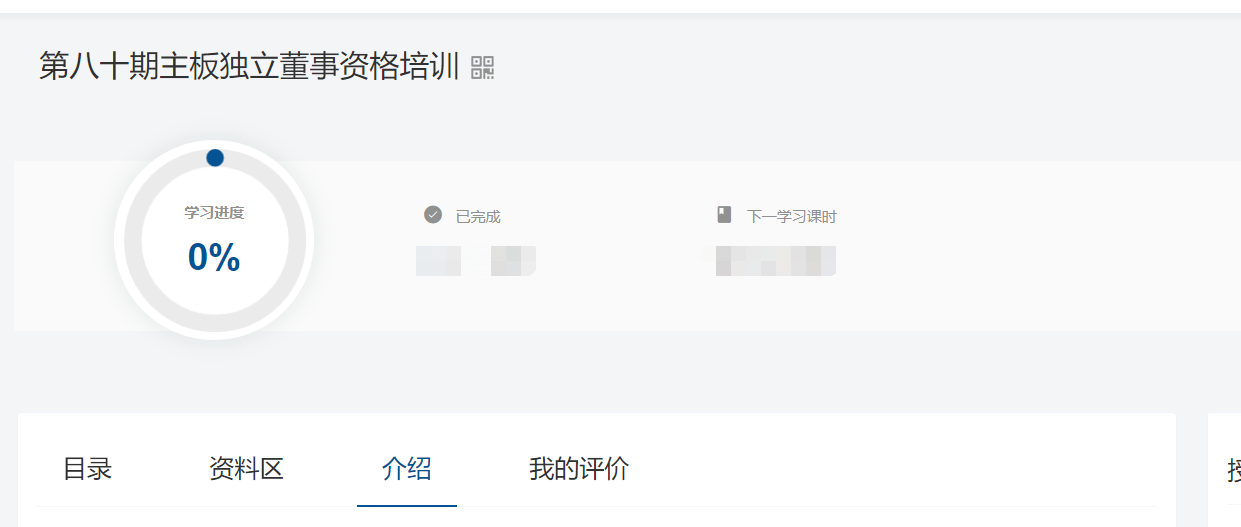 第八十期主板独立董事资格培训
学习进度
0%
已完成
下一学习课时
目录 资料区 介绍 我的评价